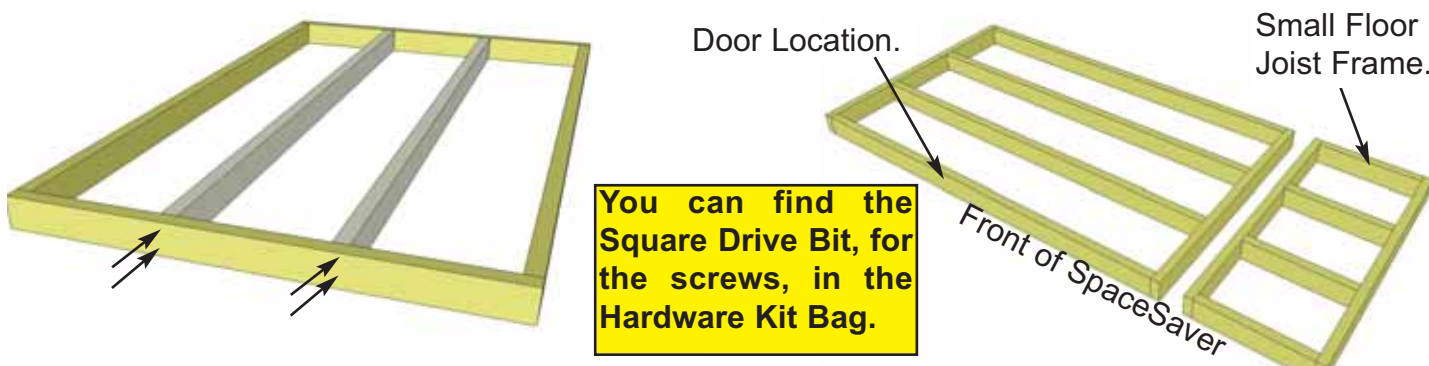 Door Location.
Small Floor
Joist Frame.
You can find the
Square Drive Bit, for
the screws, in the
Hardware Kit Bag.
Front of SpaceSaver